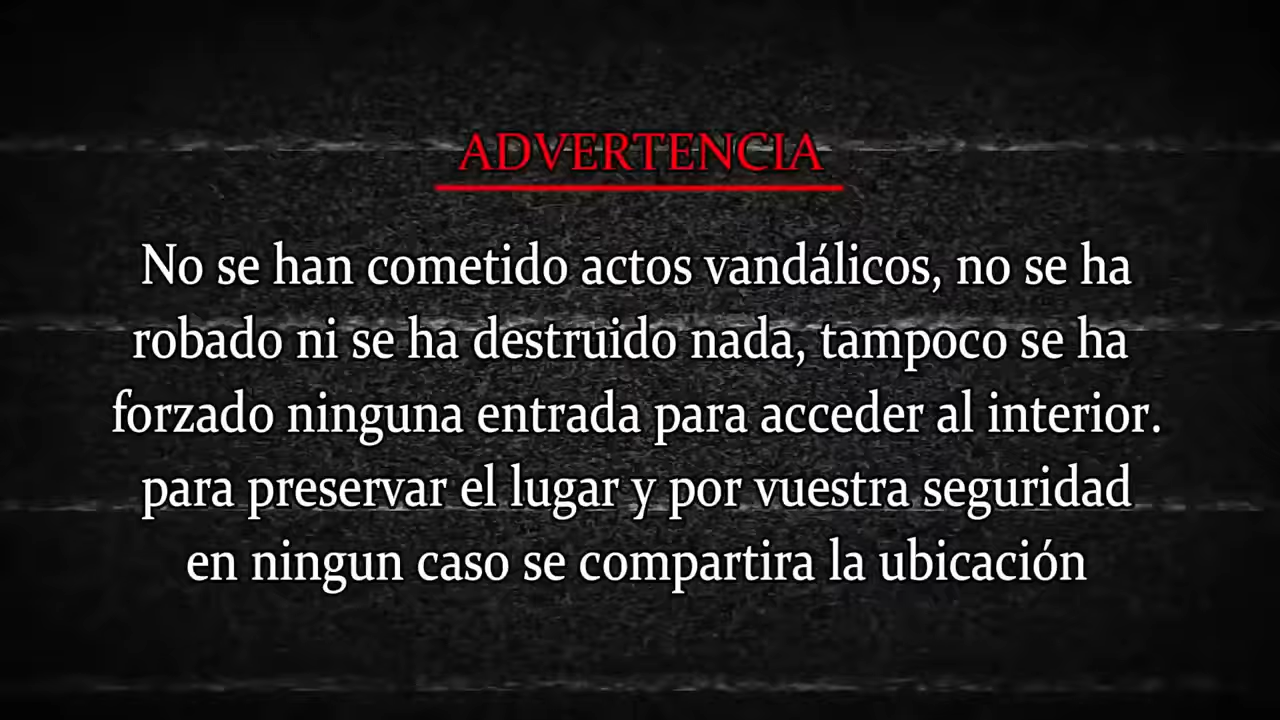 ADVERTENCIA
No se han cometido actos vandálicos, no se ha
robado ni se ha destruido nada, tampoco se ha
forzado ninguna entrada para acceder al interior.
para preservar el lugar y por vuestra seguridad
en ningun caso se compartira la ubicación